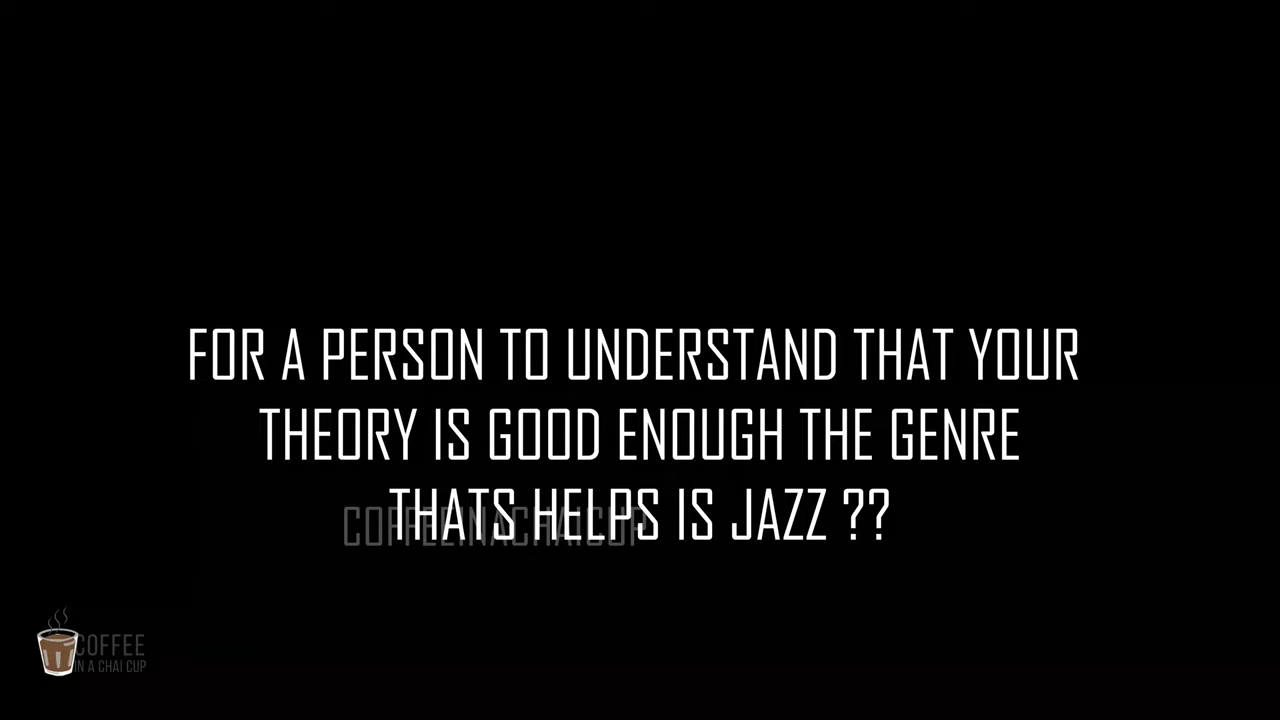 FOR A PERSON TO UNDERSTAND THAT YOUR
THEORY IS GOOD ENOUGH THE GENRE
THATS HELPS IS JAZZ ??
COFFEEINACHAICUP
COFFEE
IN A CHAI CUP